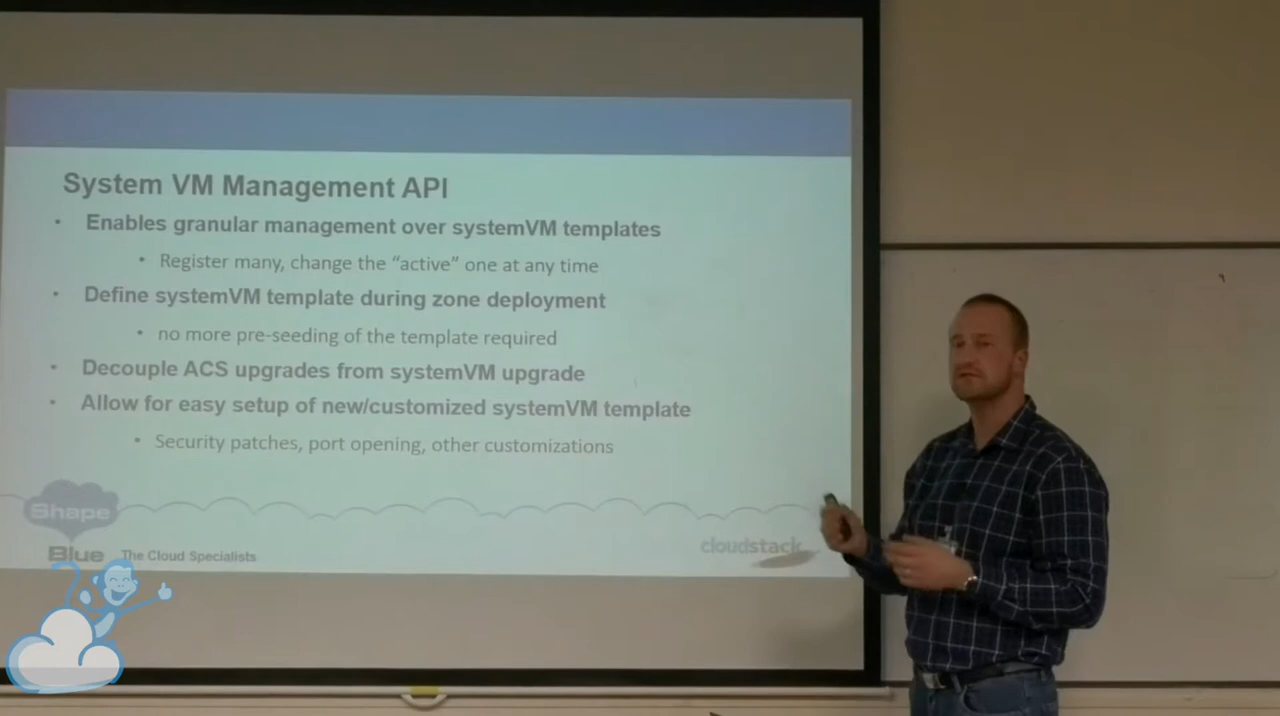 System VM Management API
• Enables granular management over systemVM templates
• Register many, change the “active” one at any time
• Define systemVM template during zone deployment
• no more pre-seeding of the template required
• Decouple ACS upgrades from systemVM upgrade
• Allow for easy setup of new/customized systemVM template
• Security patches, port opening, other customizations
Shape
Blue The Cloud Specialists
cloudstack